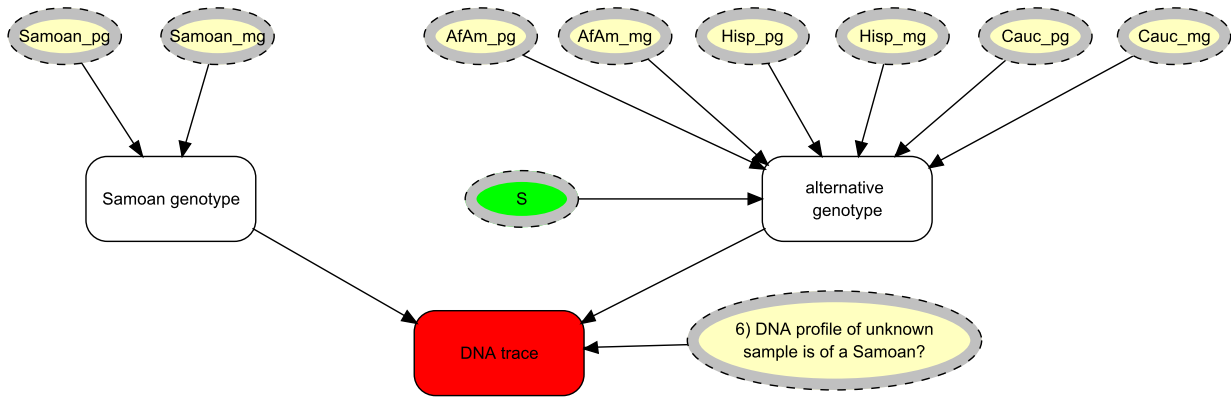 Samoan_pg
Samoan_mg
AfAm_pg
AfAm_mg
Hisp_pg
Hisp_mg
Cauc_pg
Cauc_mg
Samoan genotype
S
alternative
genotype
DNA trace
6) DNA profile of unknown
sample is of a Samoan?